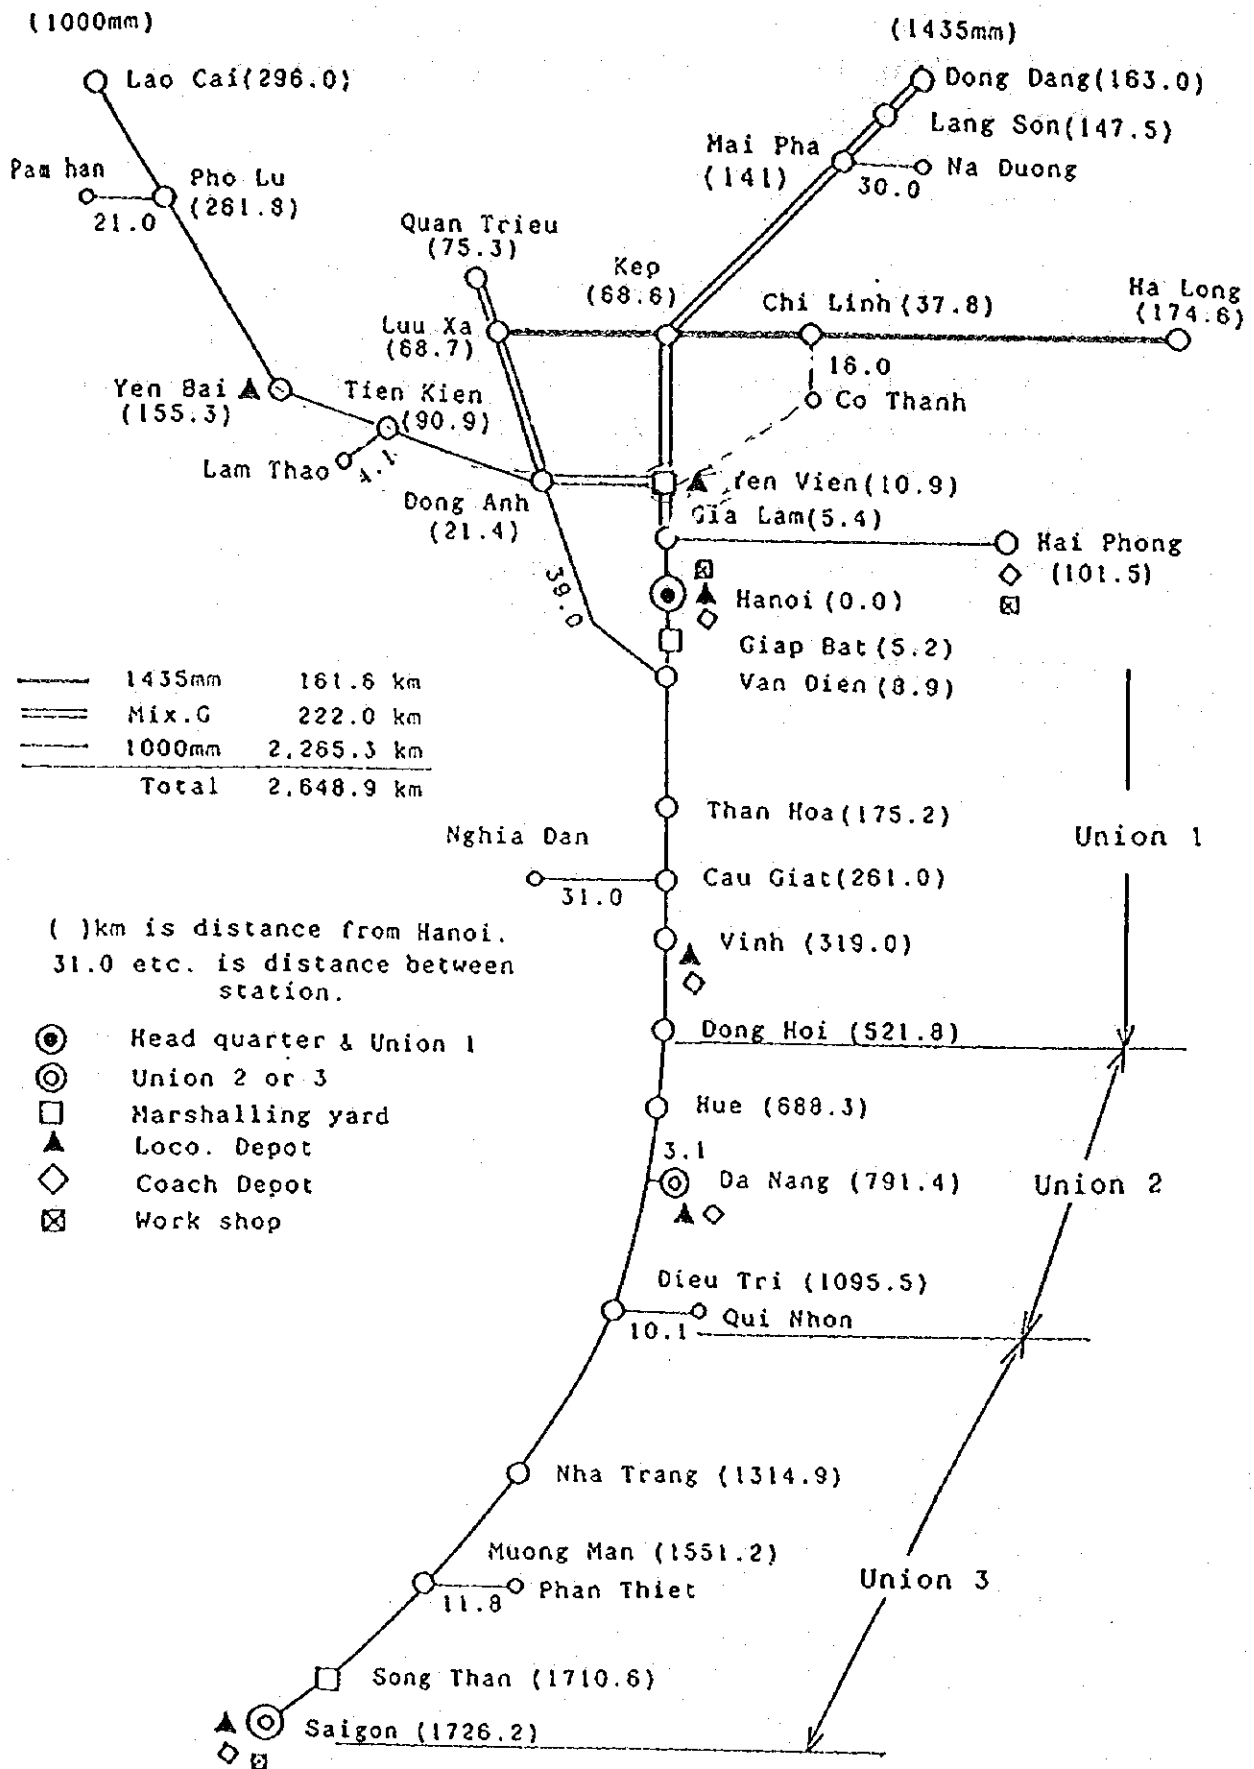 (1000mm)
(1435mm)
Lao Cai(296.0)
Dong Dang(163.0)
Lang Son(147.5)
Mai Pha
(141)
Na Duong
30.0
Pam han
21.0
Pho Lu
(261.8)
Quan Trieu
(75.3)
Kep
(68.6)
Chi Linh (37.8)
Ha Long
(174.6)
Luu Xa
(68.7)
16.0
Co Thanh
Yen Bai
(155.3)
Tien Kien
(90.9)
Lam Thao
4.1
Dong Anh
(21.4)
Yen Vien(10.9)
Gia Lam(5.4)
Hai Phong
(101.5)
39.0
Hanoi (0.0)
Giap Bat (5.2)
Van Dien (8.9)
1435mm 161.6 km
Mix.G 222.0 km
1000mm 2,265.3 km
Total 2,648.9 km
Than Hoa(175.2)
Union 1
Nghia Dan
31.0
Cau Giat(261.0)
Vinh (319.0)
( )km is distance from Hanoi.
31.0 etc. is distance between
station.
Dong Hoi (521.8)
Head quarter & Union 1
Union 2 or 3
Marshalling yard
Loco. Depot
Coach Depot
Work shop
Hue (688.3)
3.1
Da Nang (791.4)
Union 2
Dieu Tri (1095.5)
10.1
Qui Nhon
Nha Trang (1314.9)
Muong Man (1551.2)
11.8
Phan Thiet
Union 3
Song Than (1710.6)
Saigon (1726.2)